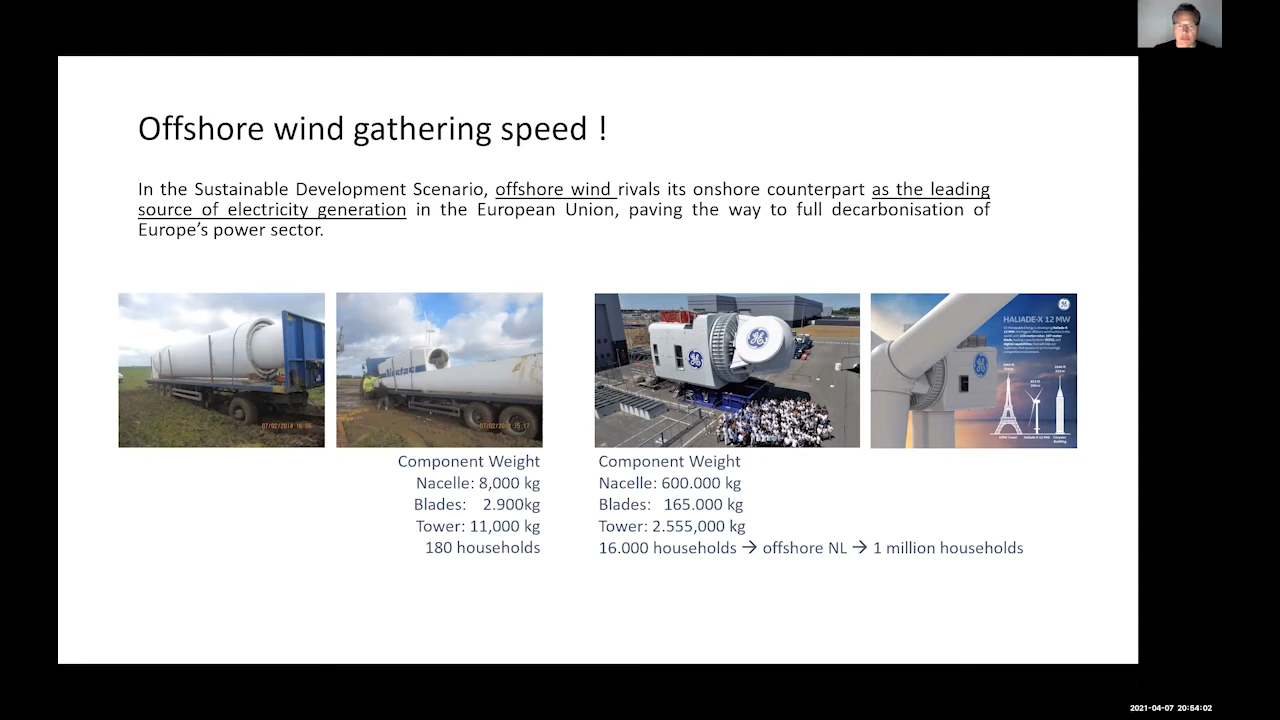 Offshore wind gathering speed !
In the Sustainable Development Scenario, offshore wind rivals its onshore counterpart as the leading
source of electricity generation in the European Union, paving the way to full decarbonisation of
Europe's power sector.
HALIADE-X 12 MW
Component Weight
Nacelle: 8,000 kg
Blades: 2.900kg
Tower: 11,000 kg
180 households
Component Weight
Nacelle: 600.000 kg
Blades: 165.000 kg
Tower: 2.555,000 kg
16.000 households → offshore NL → 1 million households
2021-04-07 20:54:02